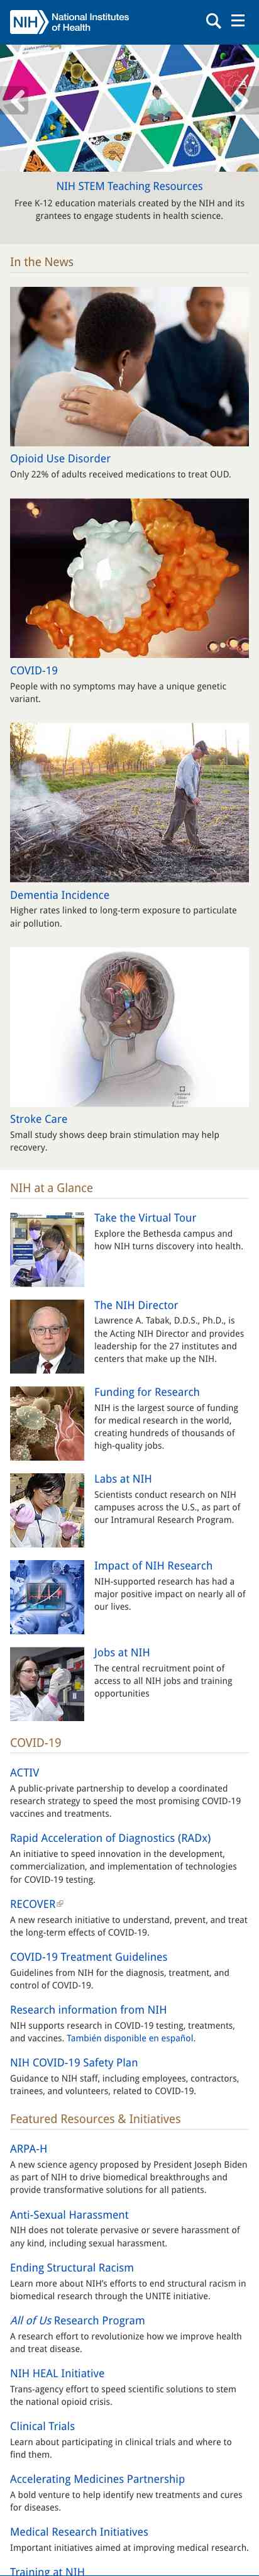 NIH National Institutes
of Health
NIH STEM Teaching Resources
Free K-12 education materials created by the NIH and its
grantees to engage students in health science.
In the News
Opioid Use Disorder
Only 22% of adults received medications to treat OUD.
COVID-19
People with no symptoms may have a unique genetic
variant.
Dementia Incidence
Higher rates linked to long-term exposure to particulate
air pollution.
Stroke Care
Small study shows deep brain stimulation may help
recovery.
NIH at a Glance
Take the Virtual Tour
Explore the Bethesda campus and
how NIH turns discovery into health.
The NIH Director
Lawrence A. Tabak, D.D.S., Ph.D., is
the Acting NIH Director and provides
leadership for the 27 institutes and
centers that make up the NIH.
Funding for Research
NIH is the largest source of funding
for medical research in the world,
creating hundreds of thousands of
high-quality jobs.
Labs at NIH
Scientists conduct research on NIH
campuses across the U.S., as part of
our Intramural Research Program.
Impact of NIH Research
NIH-supported research has had a
major positive impact on nearly all of
our lives.
Jobs at NIH
The central recruitment point of
access to all NIH jobs and training
opportunities
COVID-19
ACTIV
A public-private partnership to develop a coordinated
research strategy to speed the most promising COVID-19
vaccines and treatments.
Rapid Acceleration of Diagnostics (RADx)
An initiative to speed innovation in the development,
commercialization, and implementation of technologies
for COVID-19 testing.
RECOVER
A new research initiative to understand, prevent, and treat
the long-term effects of COVID-19.
COVID-19 Treatment Guidelines
Guidelines from NIH for the diagnosis, treatment, and
control of COVID-19.
Research information from NIH
NIH supports research in COVID-19 testing, treatments,
and vaccines. También disponible en español.
NIH COVID-19 Safety Plan
Guidance to NIH staff, including employees, contractors,
trainees, and volunteers, related to COVID-19.
Featured Resources & Initiatives
ARPA-H
A new science agency proposed by President Joseph Biden
as part of NIH to drive biomedical breakthroughs and
provide transformative solutions for all patients.
Anti-Sexual Harassment
NIH does not tolerate pervasive or severe harassment of
any kind, including sexual harassment.
Ending Structural Racism
Learn more about NIH's efforts to end structural racism in
biomedical research through the UNITE initiative.
All of Us Research Program
A research effort to revolutionize how we improve health
and treat disease.
NIH HEAL Initiative
Trans-agency effort to speed scientific solutions to stem
the national opioid crisis.
Clinical Trials
Learn about participating in clinical trials and where to
find them.
Accelerating Medicines Partnership
A bold venture to help identify new treatments and cures
for diseases.
Medical Research Initiatives
Important initiatives aimed at improving medical research.
Training at NIH